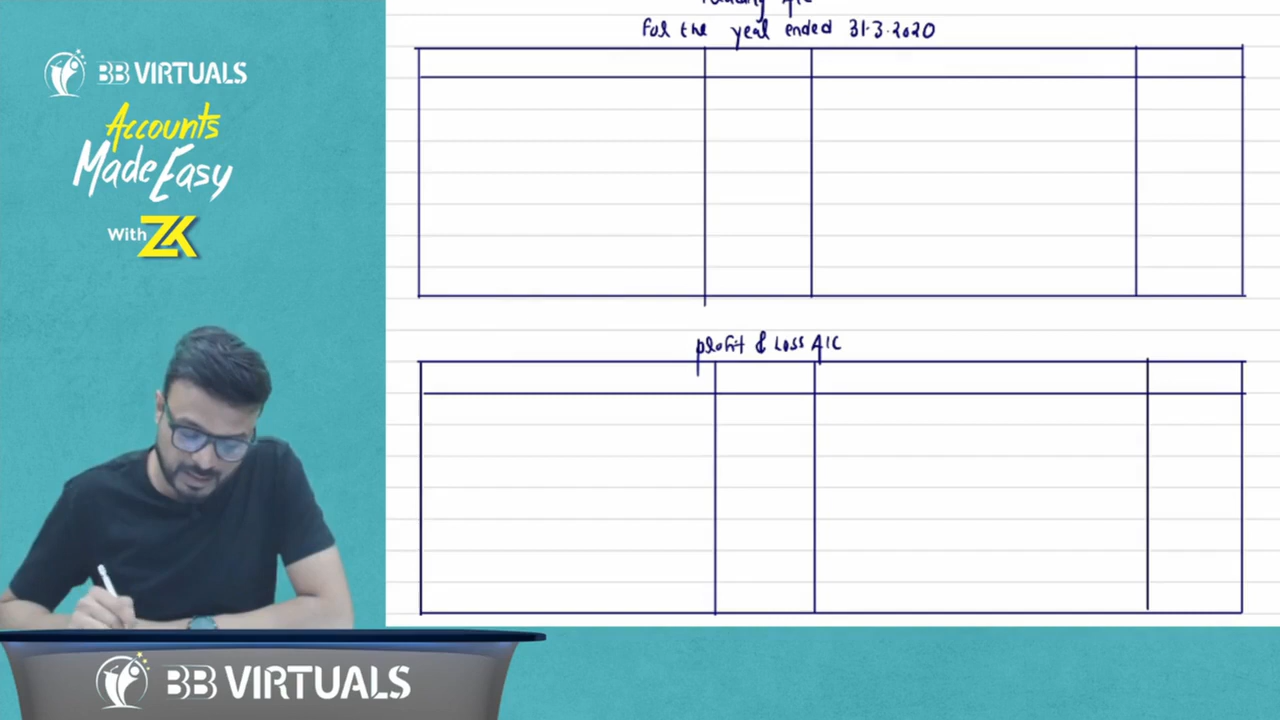 BB VIRTUALS
Accounts
Made Easy
With ZK
For the year ended 31.3.2020
profit & Loss A/C
BB VIRTUALS